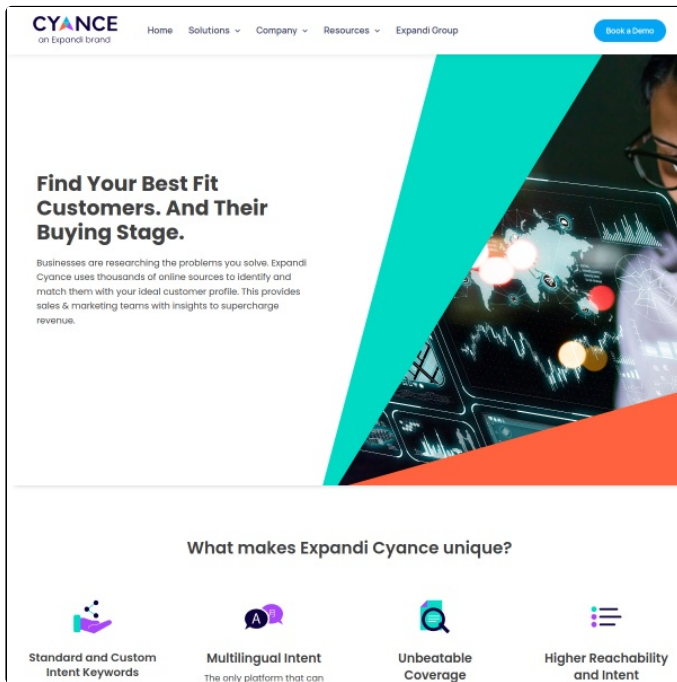 CYANCE
an Expandi brand
Home Solutions Company Resources Expandi Group
Book a Demo
Find Your Best Fit
Customers. And Their
Buying Stage.
Businesses are researching the problems you solve. Expandi
Cyance uses thousands of online sources to identify and
match them with your ideal customer profile. This provides
sales & marketing teams with insights to supercharge
revenue.
What makes Expandi Cyance unique?
A
Standard and Custom
Intent Keywords
Multilingual Intent
The only platform that can
Unbeatable
Coverage
Higher Reachability
and Intent